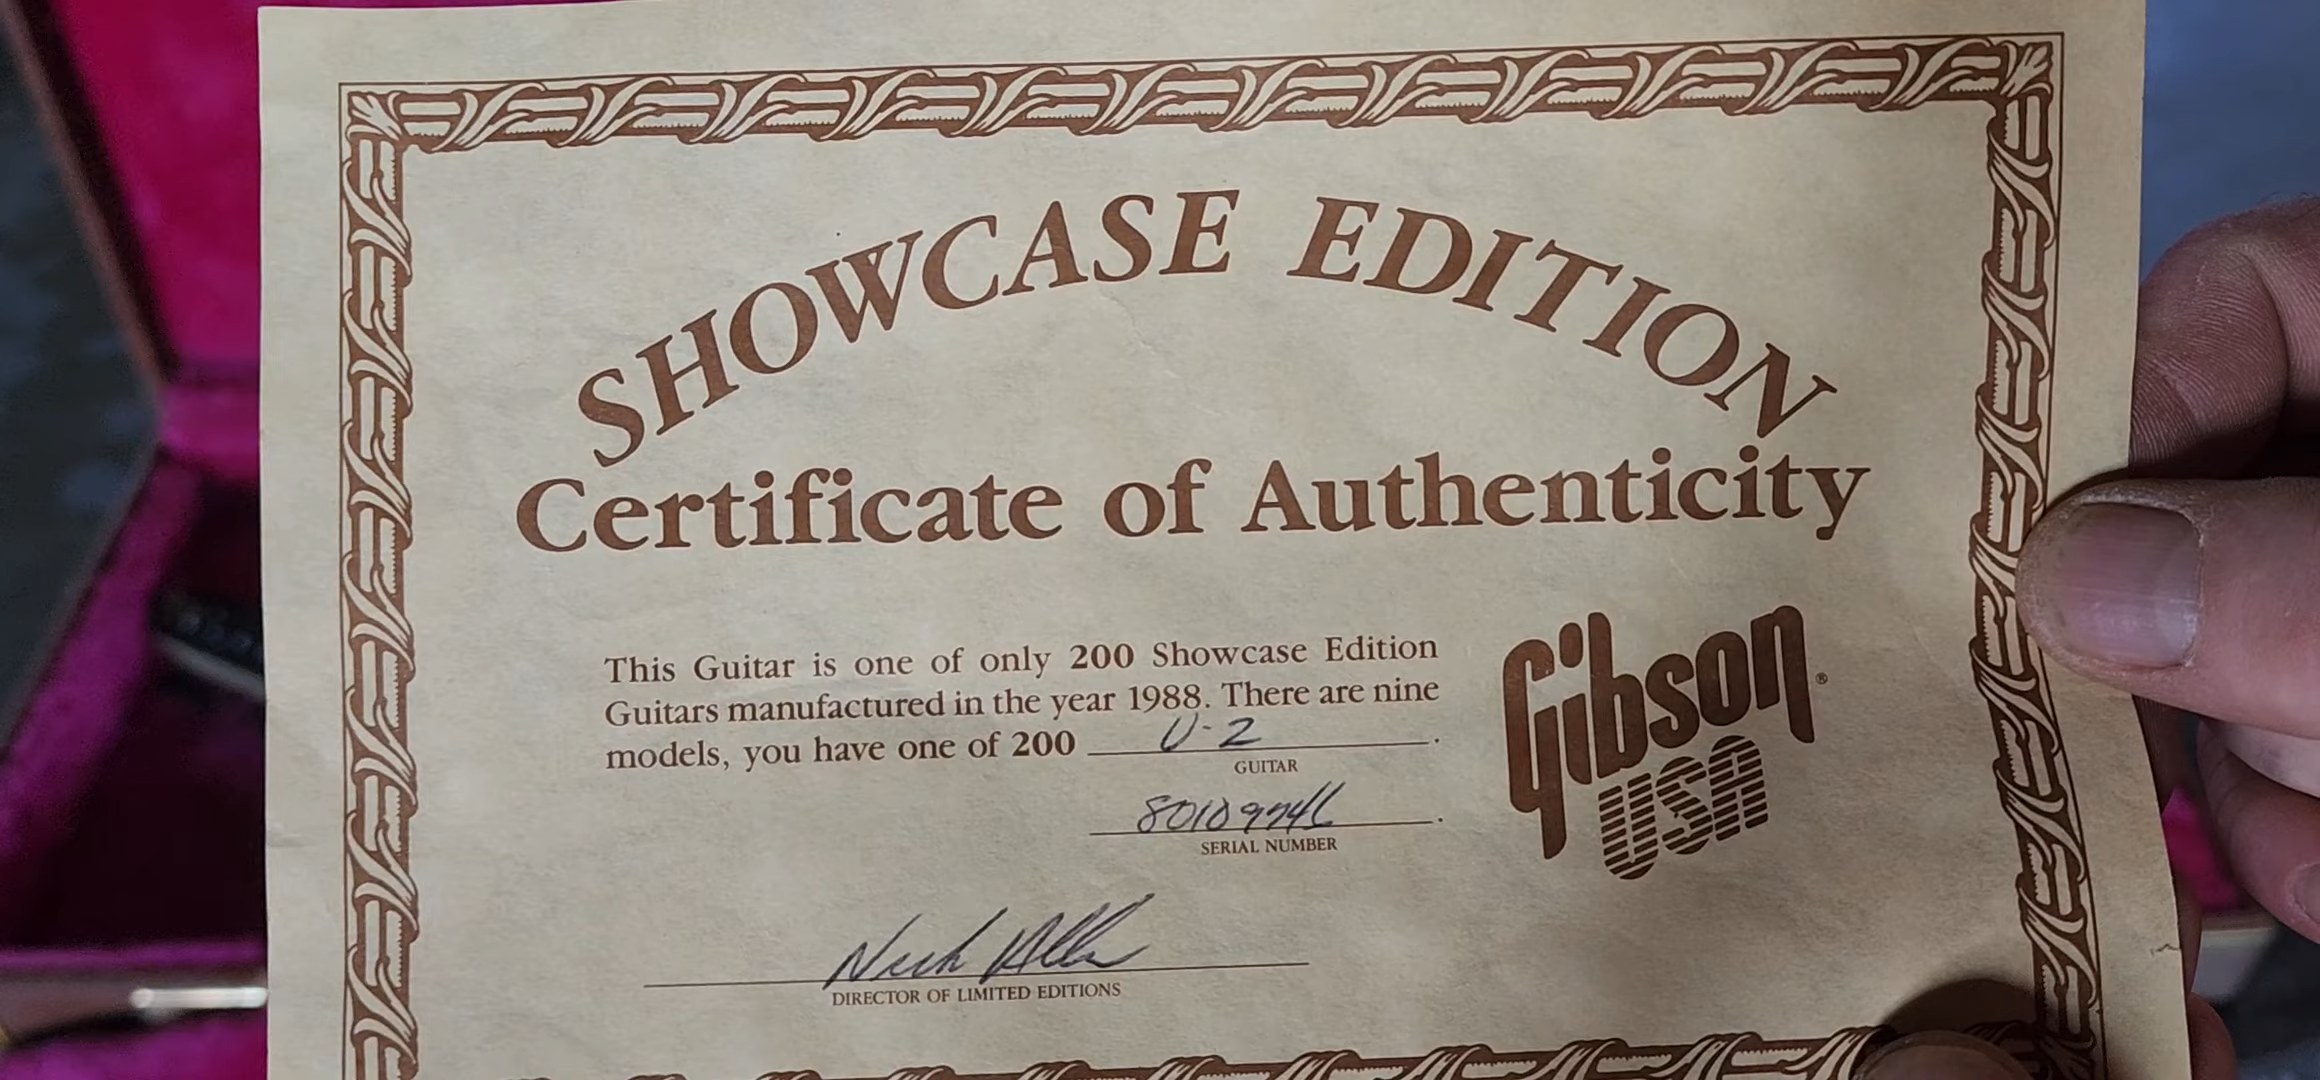 SHOWCASE EDITION
Certificate of Authenticity
This Guitar is one of only 200 Showcase Edition
Guitars manufactured in the year 1988. There are nine
models, you have one of 200 U-2.
GUITAR
SERIAL NUMBER
DIRECTOR OF LIMITED EDITIONS
Gibson®
USA